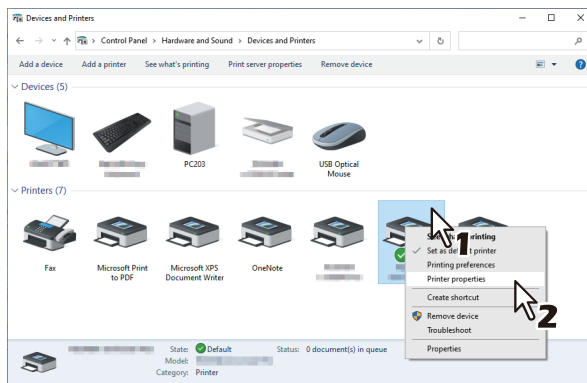 Devices and Printers
Control Panel > Hardware and Sound > Devices and Printers
Add a device Add a printer See what's printing Print server properties Remove device
Devices (5)
PC203
USB Optical
Mouse
Printers (7)
Fax
Microsoft Print
to PDF
Microsoft XPS
Document Writer
OneNote
1
printing
Set as default printer
Printing preferences
Printer properties
Create shortcut
2
Remove device
Troubleshoot
Properties
State: Default Status: 0 document(s) in queue
Model:
Category: Printer